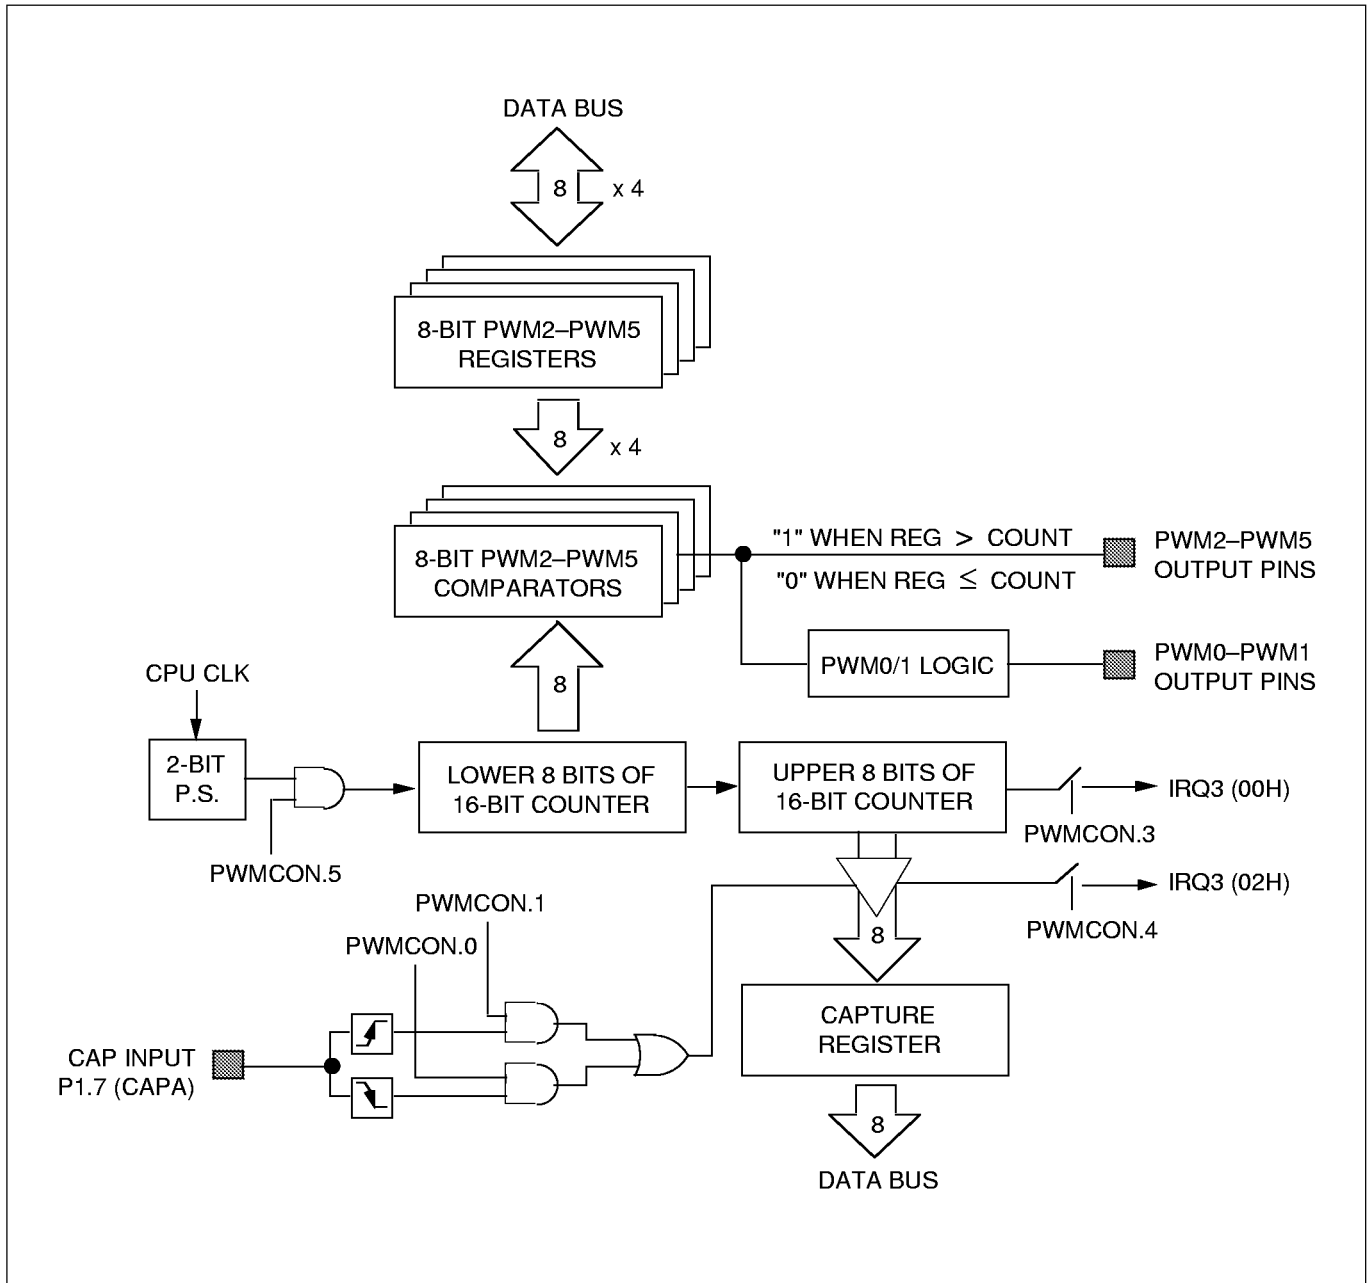 DATA BUS
8
x 4
8-BIT PWM2–PWM5
REGISTERS
8
x 4
8-BIT PWM2–PWM5
COMPARATORS
"1" WHEN REG > COUNT
"0" WHEN REG ≤ COUNT
PWM2–PWM5
OUTPUT PINS
PWM0/1 LOGIC
PWM0–PWM1
OUTPUT PINS
8
CPU CLK
2-BIT
P.S.
PWMCON.5
LOWER 8 BITS OF
16-BIT COUNTER
UPPER 8 BITS OF
16-BIT COUNTER
IRQ3 (00H)
PWMCON.3
IRQ3 (02H)
PWMCON.4
PWMCON.1
PWMCON.0
8
CAP INPUT
P1.7 (CAPA)
CAPTURE
REGISTER
8
DATA BUS